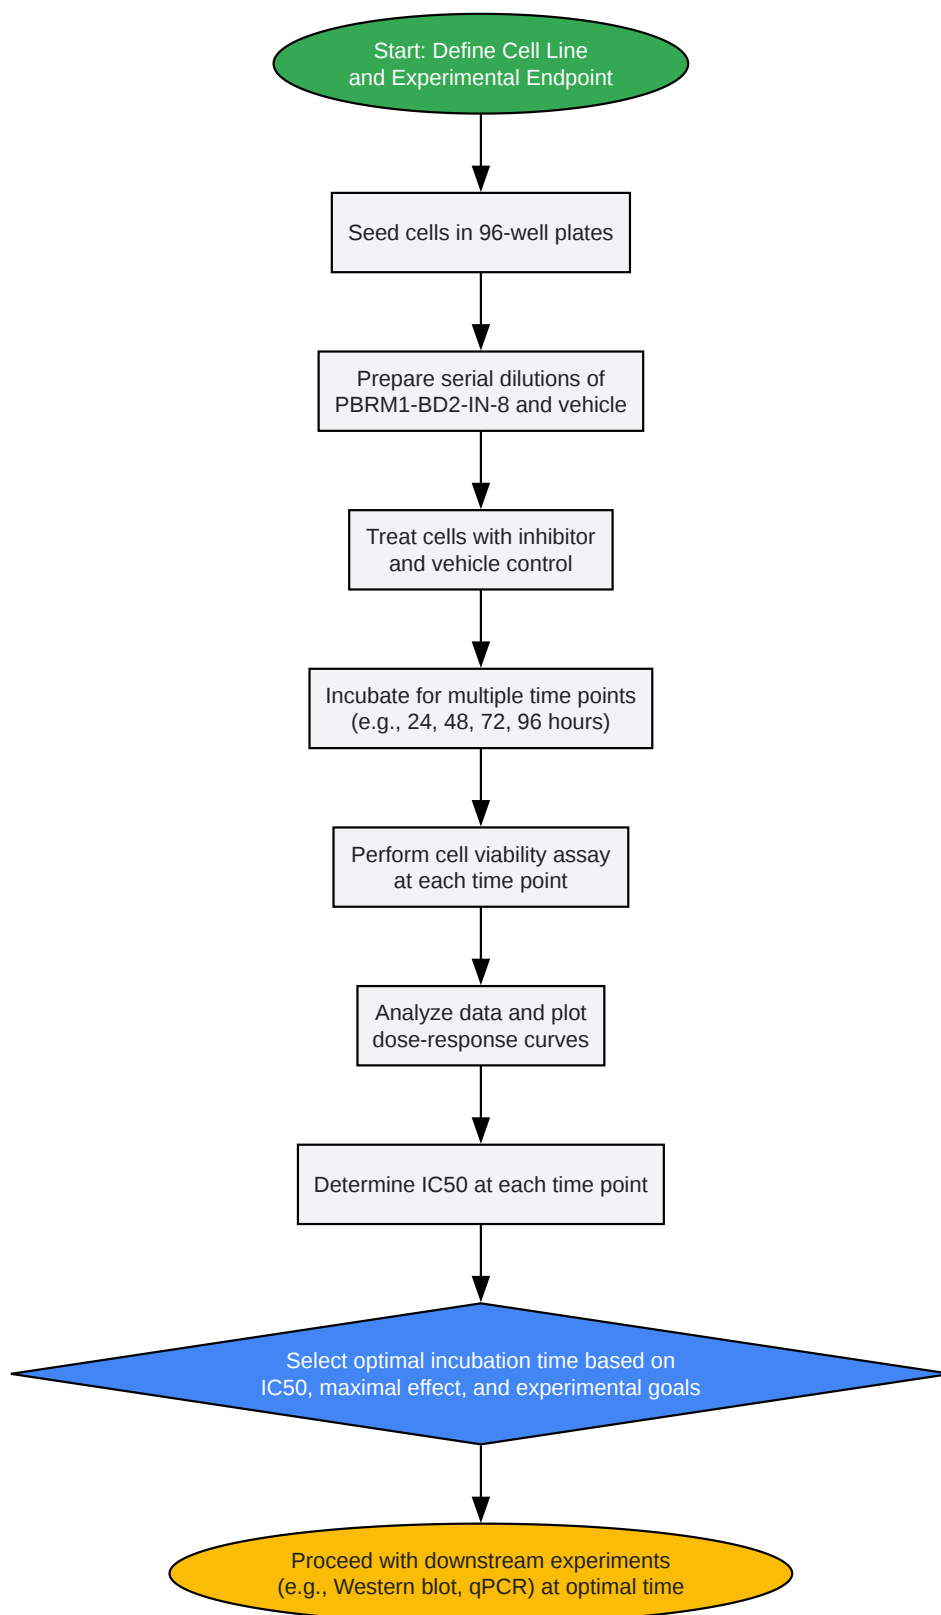 Start: Define Cell Line
and Experimental Endpoint
Seed cells in 96-well plates
Prepare serial dilutions of
PBRM1-BD2-IN-8 and vehicle
Treat cells with inhibitor
and vehicle control
Incubate for multiple time points
(e.g., 24, 48, 72, 96 hours)
Perform cell viability assay
at each time point
Analyze data and plot
dose-response curves
Determine IC50 at each time point
Select optimal incubation time based on
IC50, maximal effect, and experimental goals
Proceed with downstream experiments
(e.g., Western blot, qPCR) at optimal time